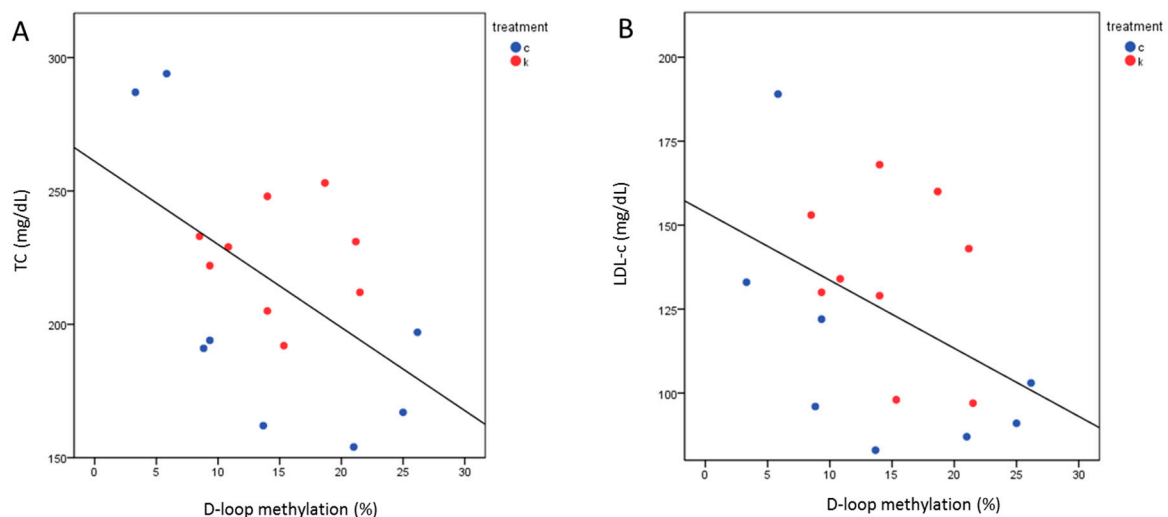 A
treatment
c
k
TC (mg/dL)
300
250
200
150
0 5 10 15 20 25 30
D-loop methylation (%)
B
treatment
c
k
LDL-c (mg/dL)
200
175
150
125
100
0 5 10 15 20 25 30
D-loop methylation (%)